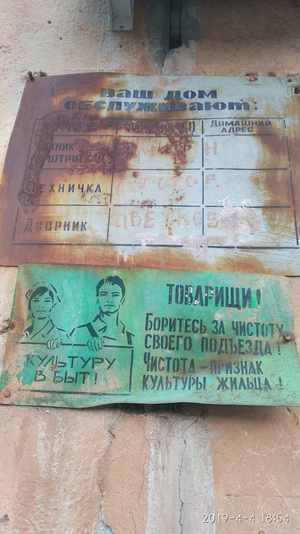 Ваш дом
обслуживают:
Домашний
адрес
Техничка
Дворник
ТОВАРИЩИ!
БОРИТЕСЬ ЗА ЧИСТОТУ
СВОЕГО ПОДЪЕЗДА!
ЧИСТОТА - ПРИЗНАК
КУЛЬТУРЫ ЖИЛЬЦА!
КУЛЬТУРУ
В БЫТ!
2019-4-4 18:54